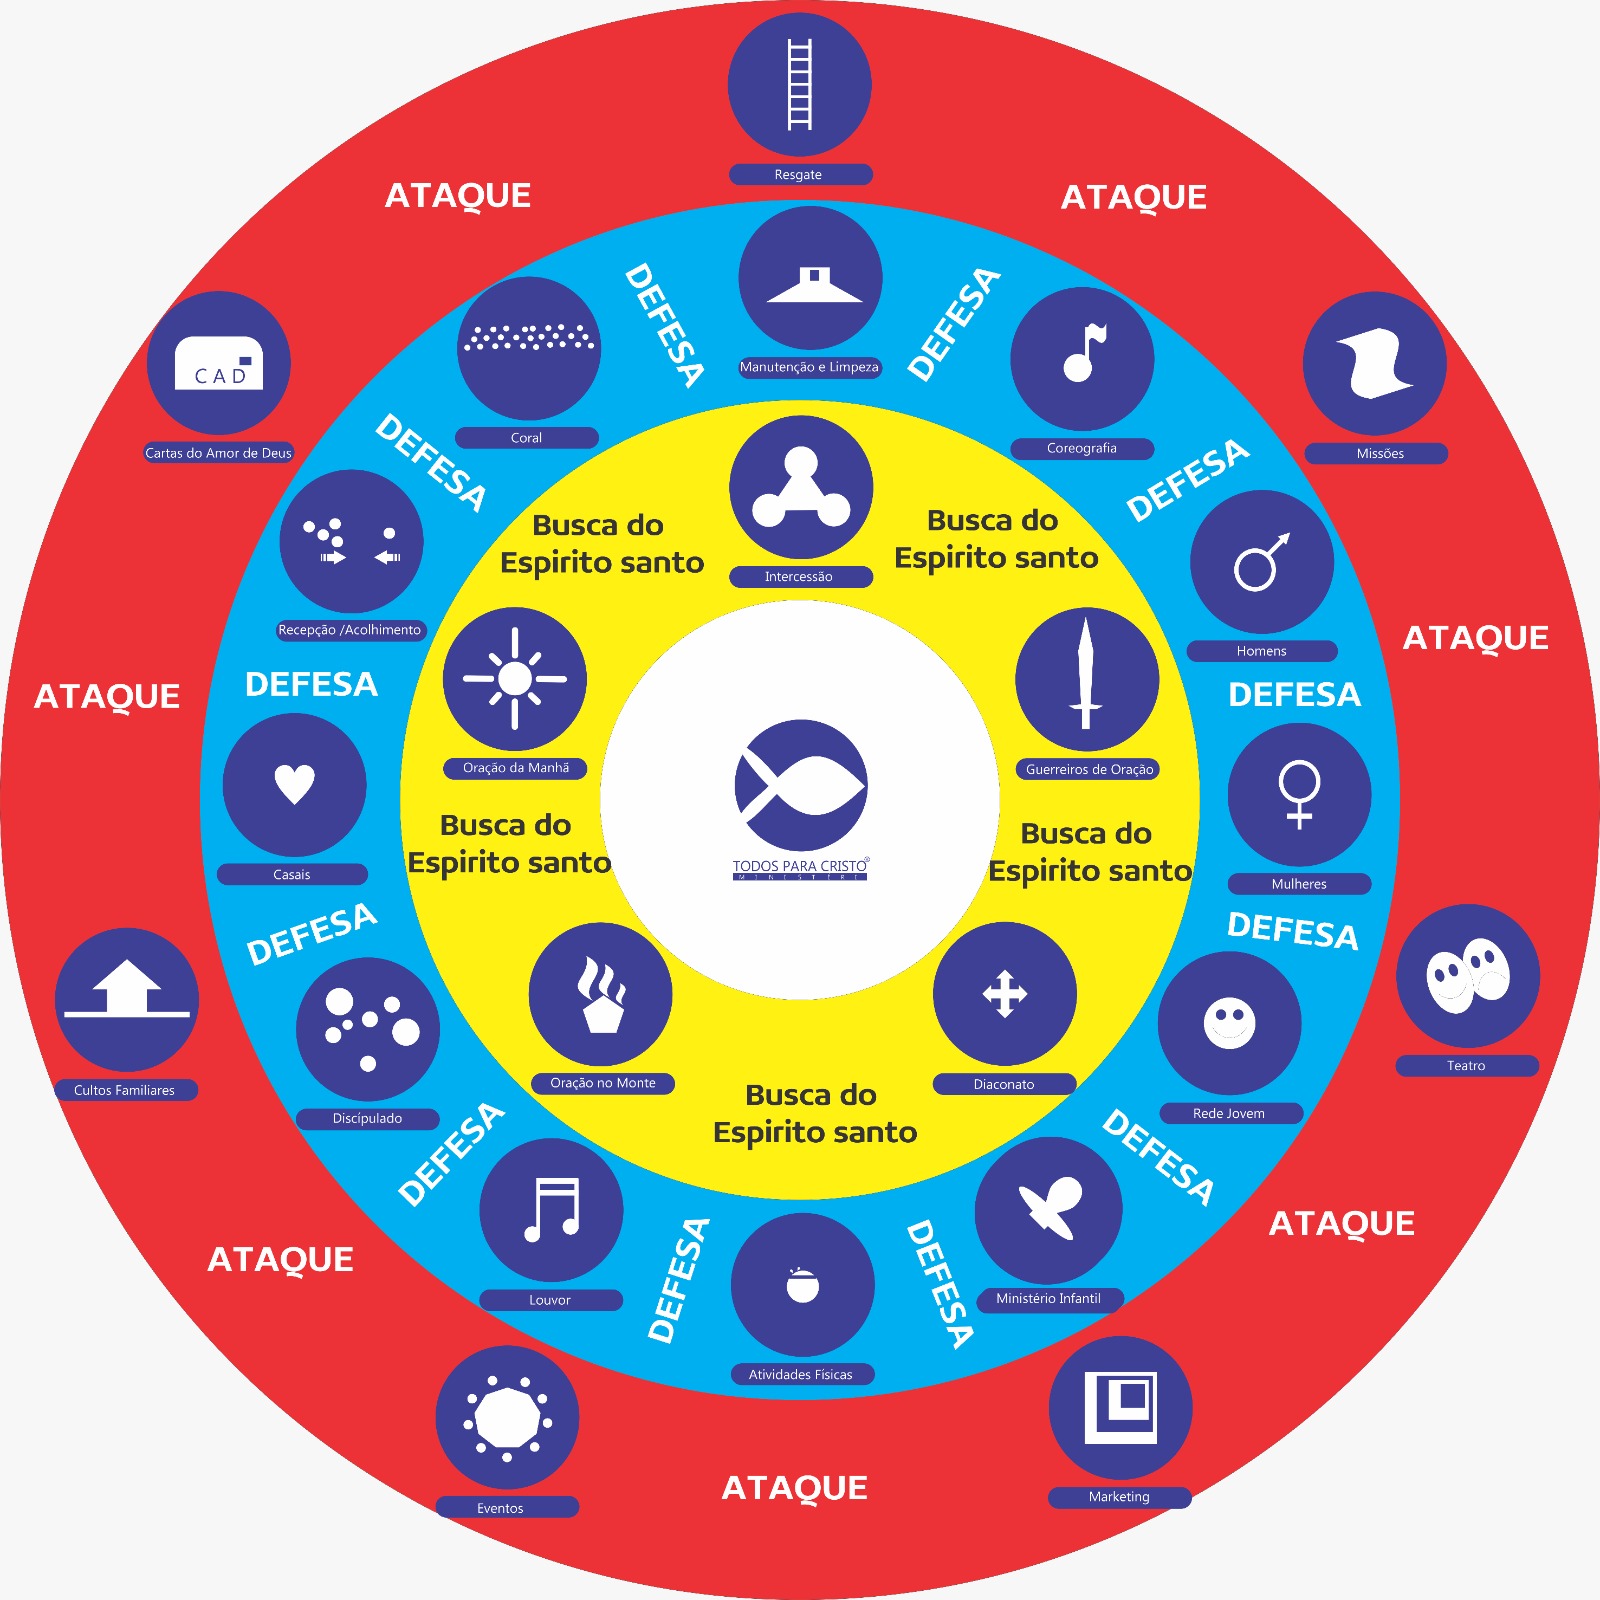 Resgate
ATAQUE
ATAQUE
DEFESA
DEFESA
Manutenção e Limpeza
Coral
Coreografia
CAD
Cartas do Amor de Deus
Missões
DEFESA
DEFESA
Busca do
Espirito santo
Intercessão
Busca do
Espirito santo
Recepção /Acolhimento
Homens
ATAQUE
ATAQUE
DEFESA
DEFESA
Oração da Manhã
Guerreiros de Oração
Busca do
Espirito santo
Busca do
Espirito santo
TODOS PARA CRISTO®
MINISTÉRE
Casais
Mulheres
DEFESA
DEFESA
Cultos Familiares
Discípulado
Oração no Monte
Diaconato
Rede Jovem
Teatro
Busca do
Espirito santo
DEFESA
DEFESA
ATAQUE
ATAQUE
Louvor
DEFESA
DEFESA
Ministério Infantil
Atividades Físicas
Eventos
ATAQUE
Marketing